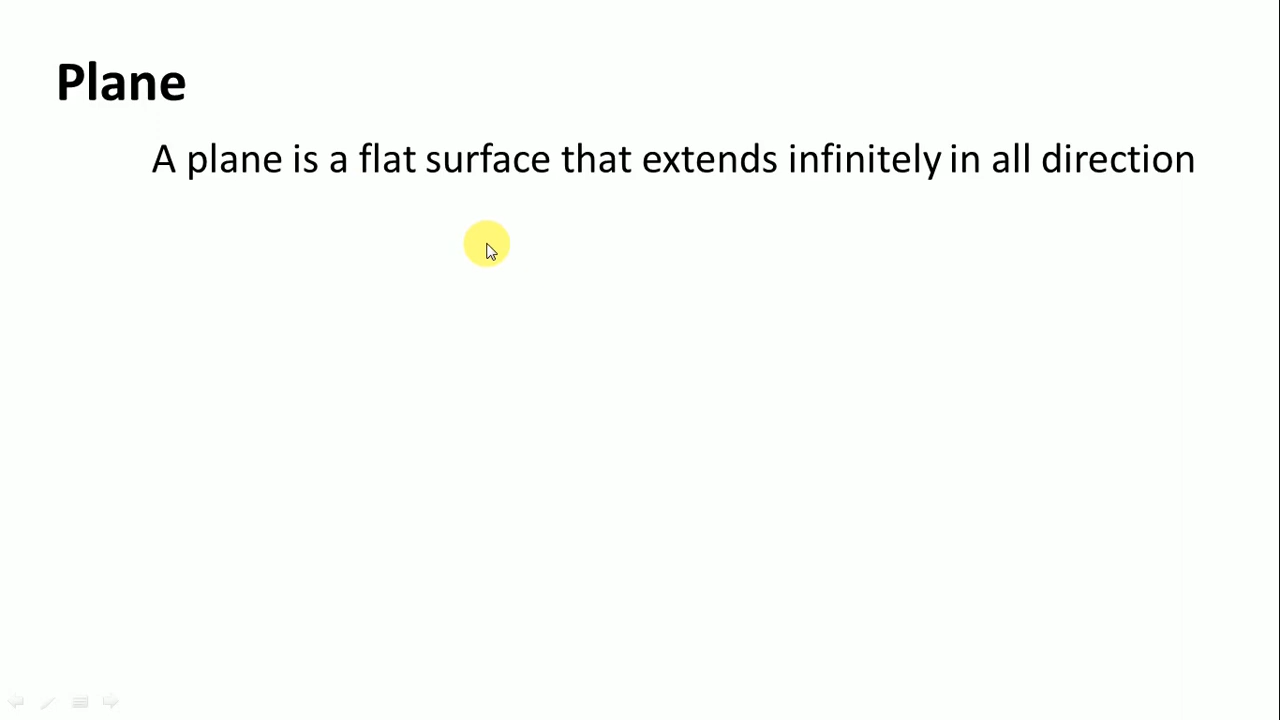 Plane
A plane is a flat surface that extends infinitely in all direction